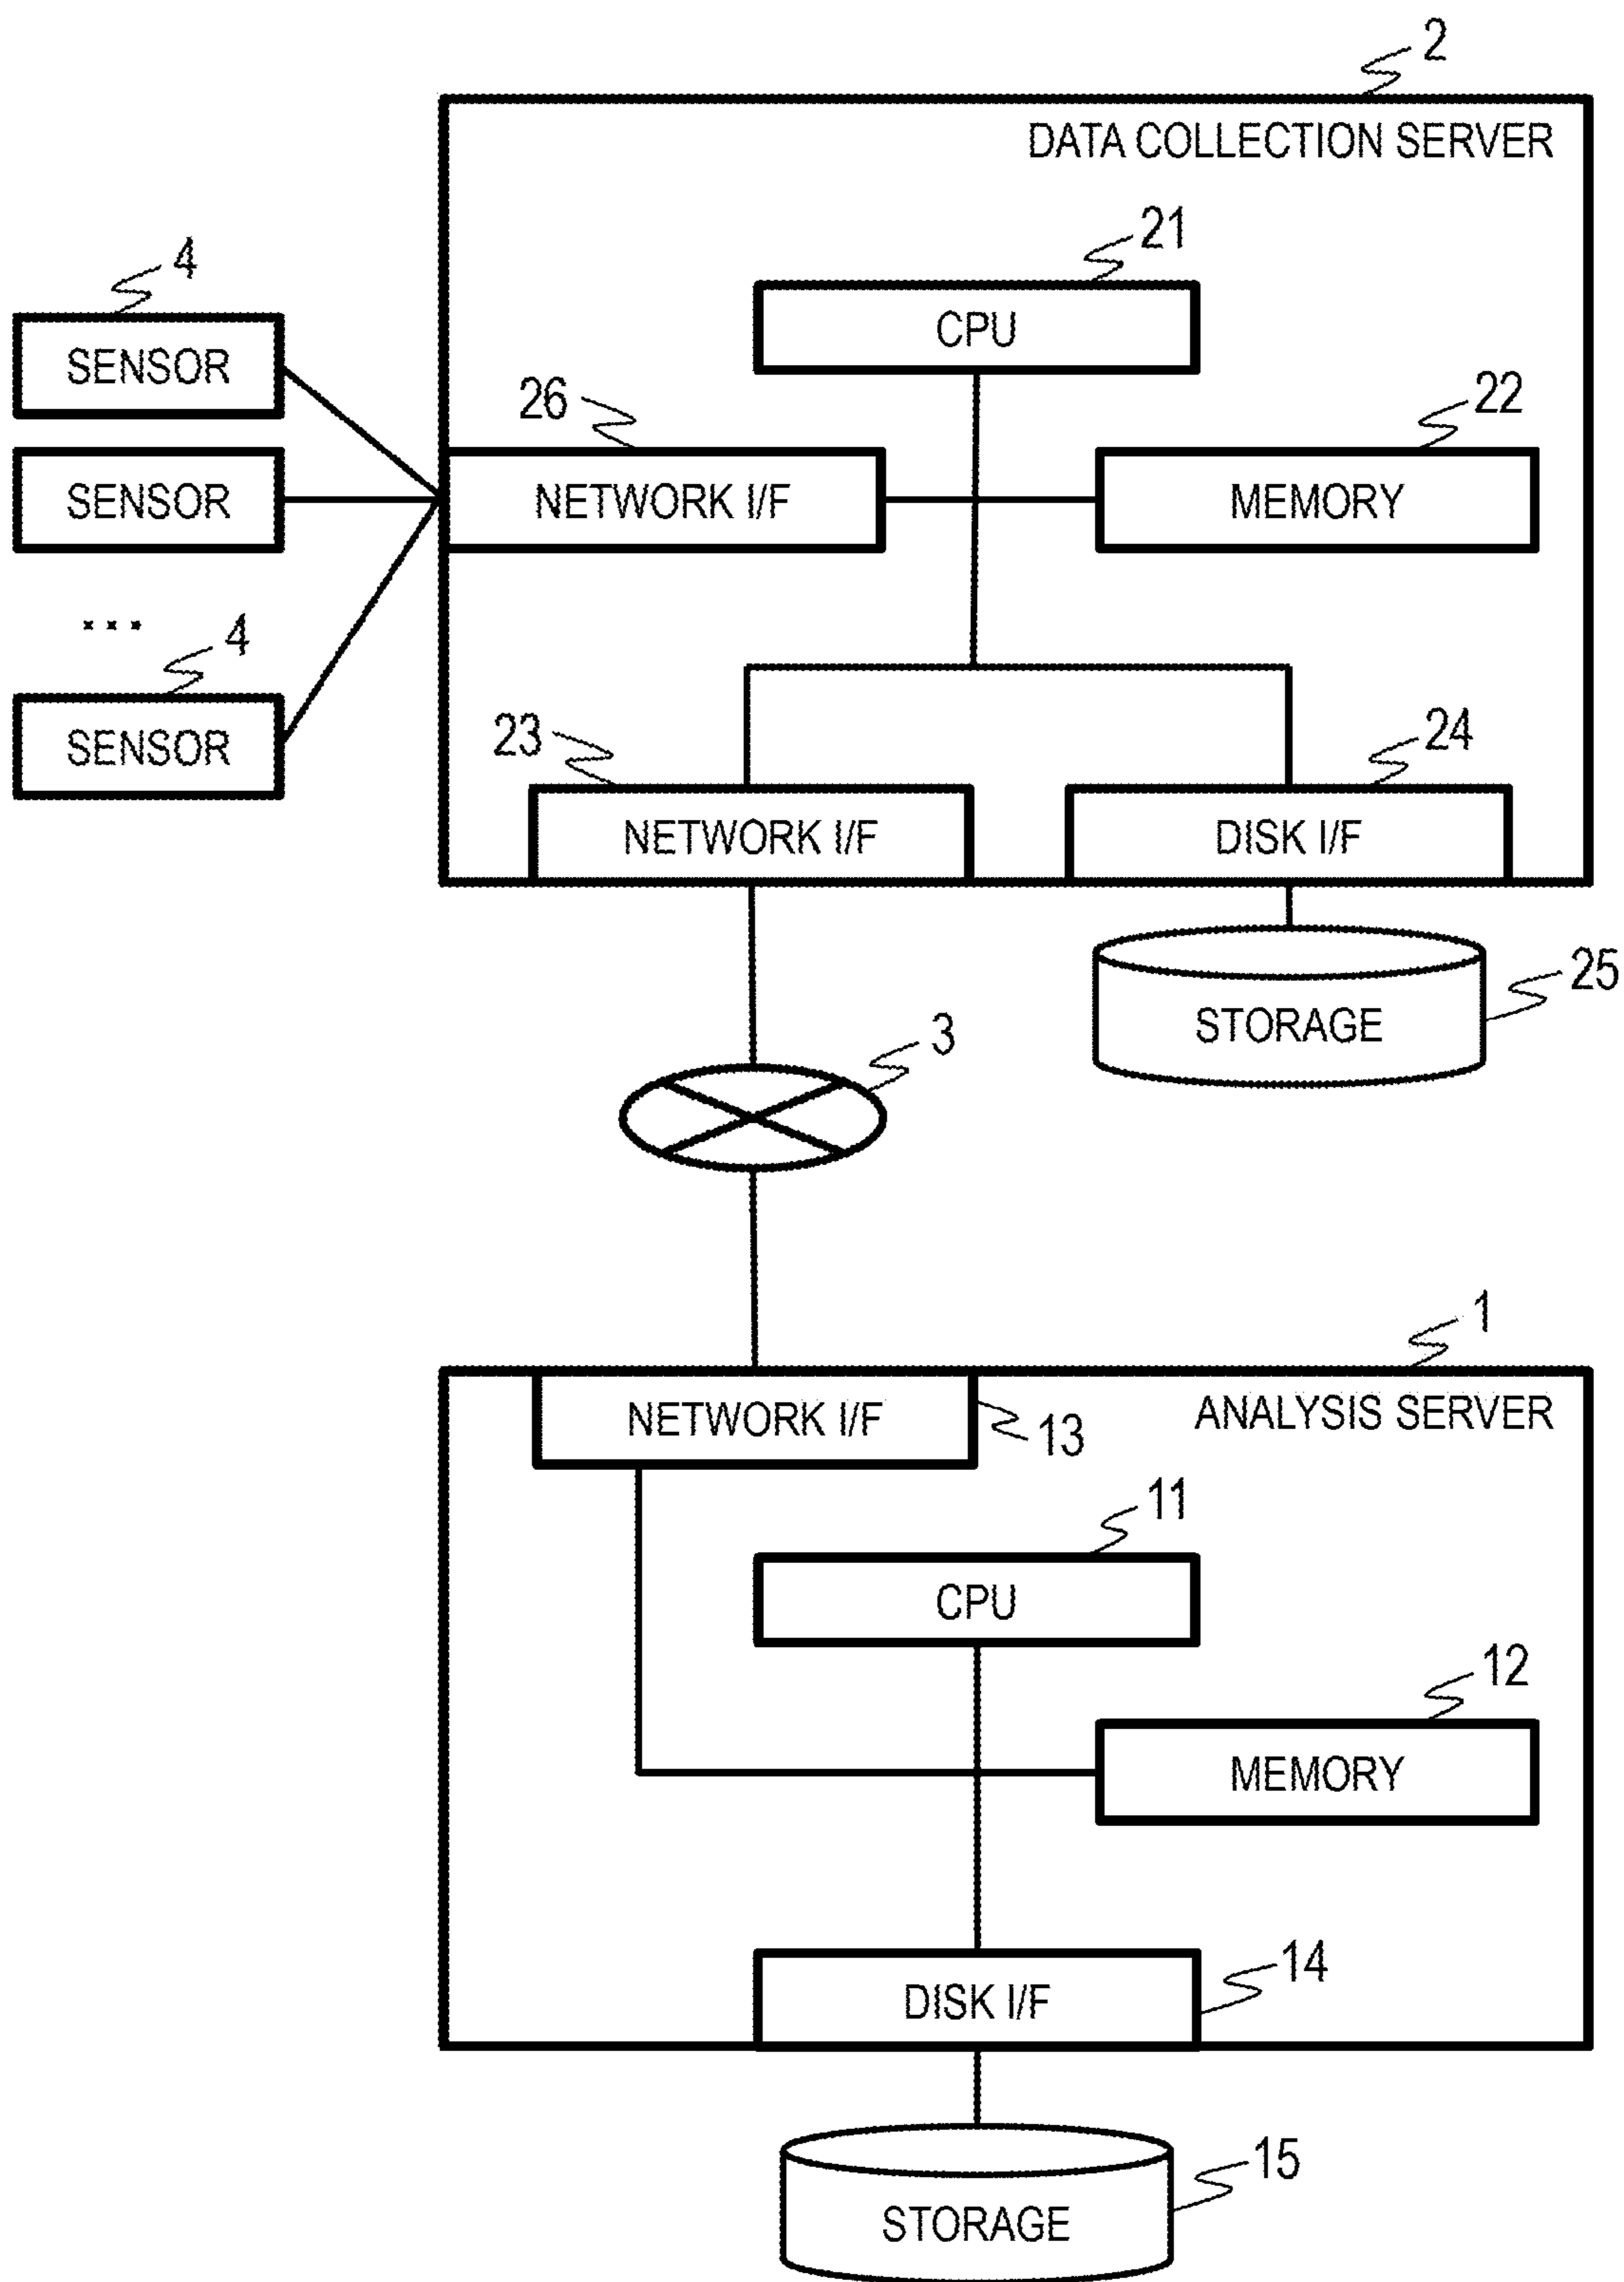 2
DATA COLLECTION SERVER
21
CPU
4
SENSOR
26
22
SENSOR
NETWORK I/F
MEMORY
...
4
SENSOR
23
24
NETWORK I/F
DISK I/F
25
STORAGE
3
1
NETWORK I/F
ANALYSIS SERVER
13
11
CPU
12
MEMORY
14
DISK I/F
15
STORAGE